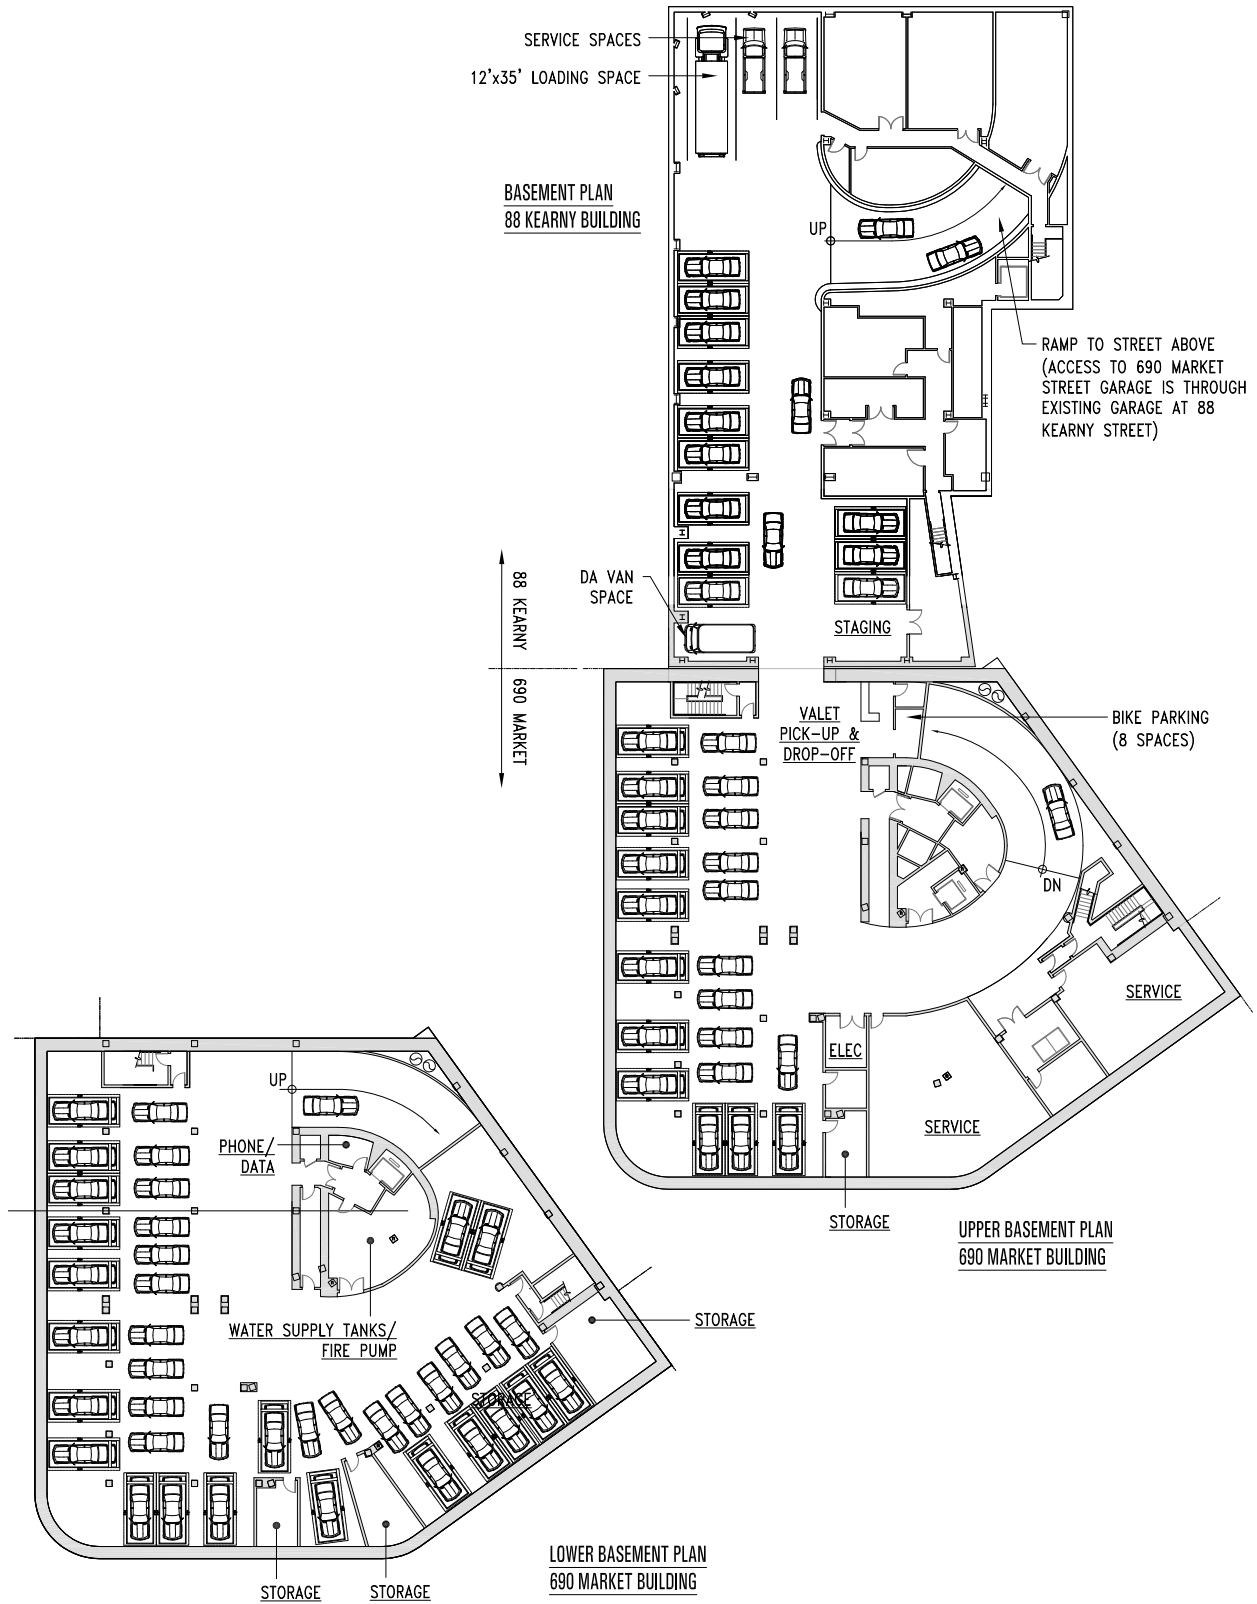 SERVICE SPACES
12'x35' LOADING SPACE
BASEMENT PLAN
88 KEARNY BUILDING
UP
RAMP TO STREET ABOVE
(ACCESS TO 690 MARKET
STREET GARAGE IS THROUGH
EXISTING GARAGE AT 88
KEARNY STREET)
DA VAN
SPACE
88 KEARNY
690 MARKET
STAGING
VALET
PICK-UP &
DROP-OFF
BIKE PARKING
(8 SPACES)
DN
SERVICE
ELEC
SERVICE
STORAGE
UPPER BASEMENT PLAN
690 MARKET BUILDING
UP
PHONE/
DATA
WATER SUPPLY TANKS/
FIRE PUMP
STORAGE
STORAGE
STORAGE
STORAGE
LOWER BASEMENT PLAN
690 MARKET BUILDING